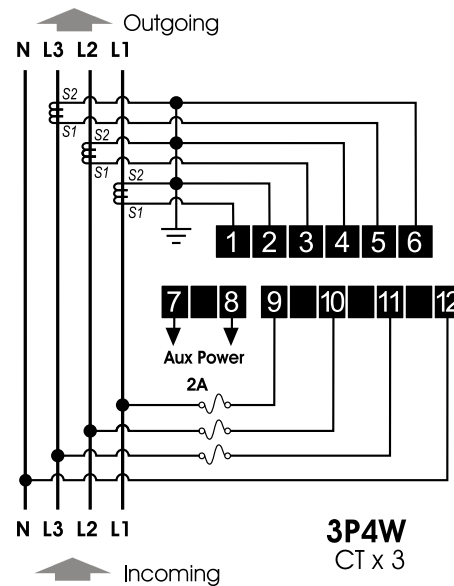 Outgoing
N L3 L2 L1
S2
S1
S2
S1
S2
S1
1 2 3 4 5 6
7 8 9 10 11 12
Aux Power
2A
N L3 L2 L1
3P4W
CT x 3
Incoming